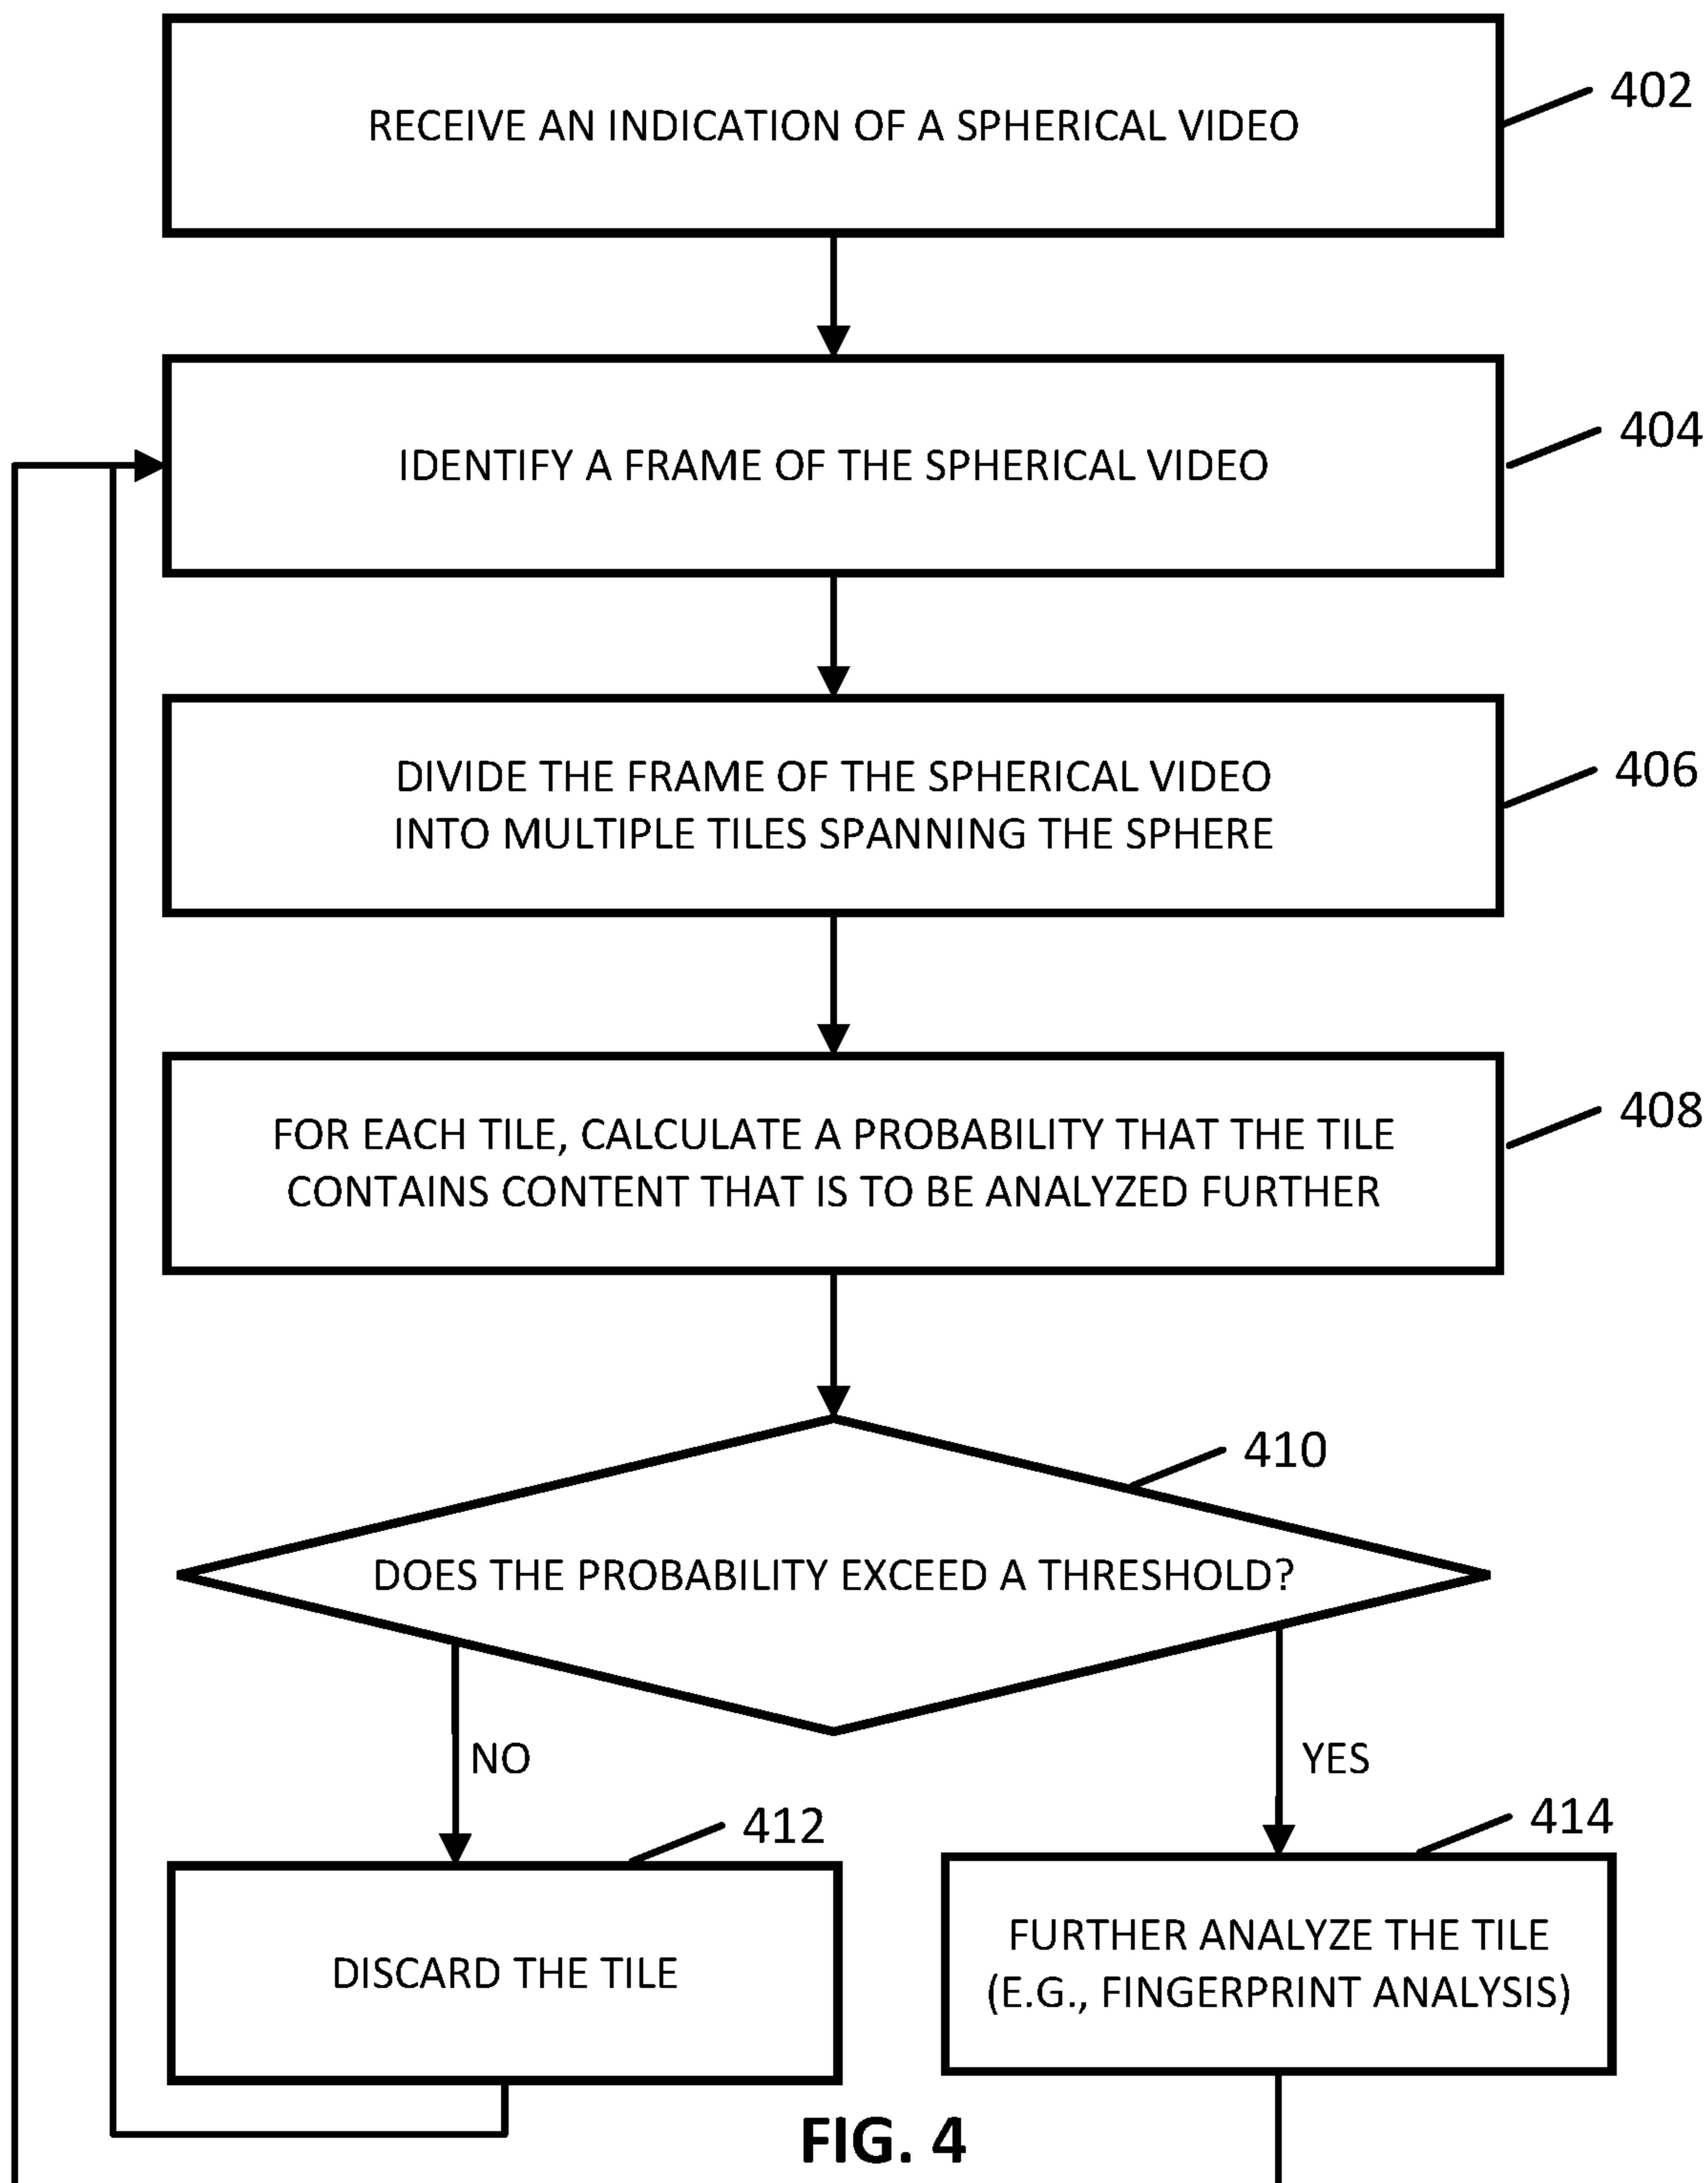 RECEIVE AN INDICATION OF A SPHERICAL VIDEO
402
IDENTIFY A FRAME OF THE SPHERICAL VIDEO
404
DIVIDE THE FRAME OF THE SPHERICAL VIDEO
INTO MULTIPLE TILES SPANNING THE SPHERE
406
FOR EACH TILE, CALCULATE A PROBABILITY THAT THE TILE
CONTAINS CONTENT THAT IS TO BE ANALYZED FURTHER
408
410
DOES THE PROBABILITY EXCEED A THRESHOLD?
NO
YES
412
414
DISCARD THE TILE
FURTHER ANALYZE THE TILE
(E.G., FINGERPRINT ANALYSIS)
FIG. 4